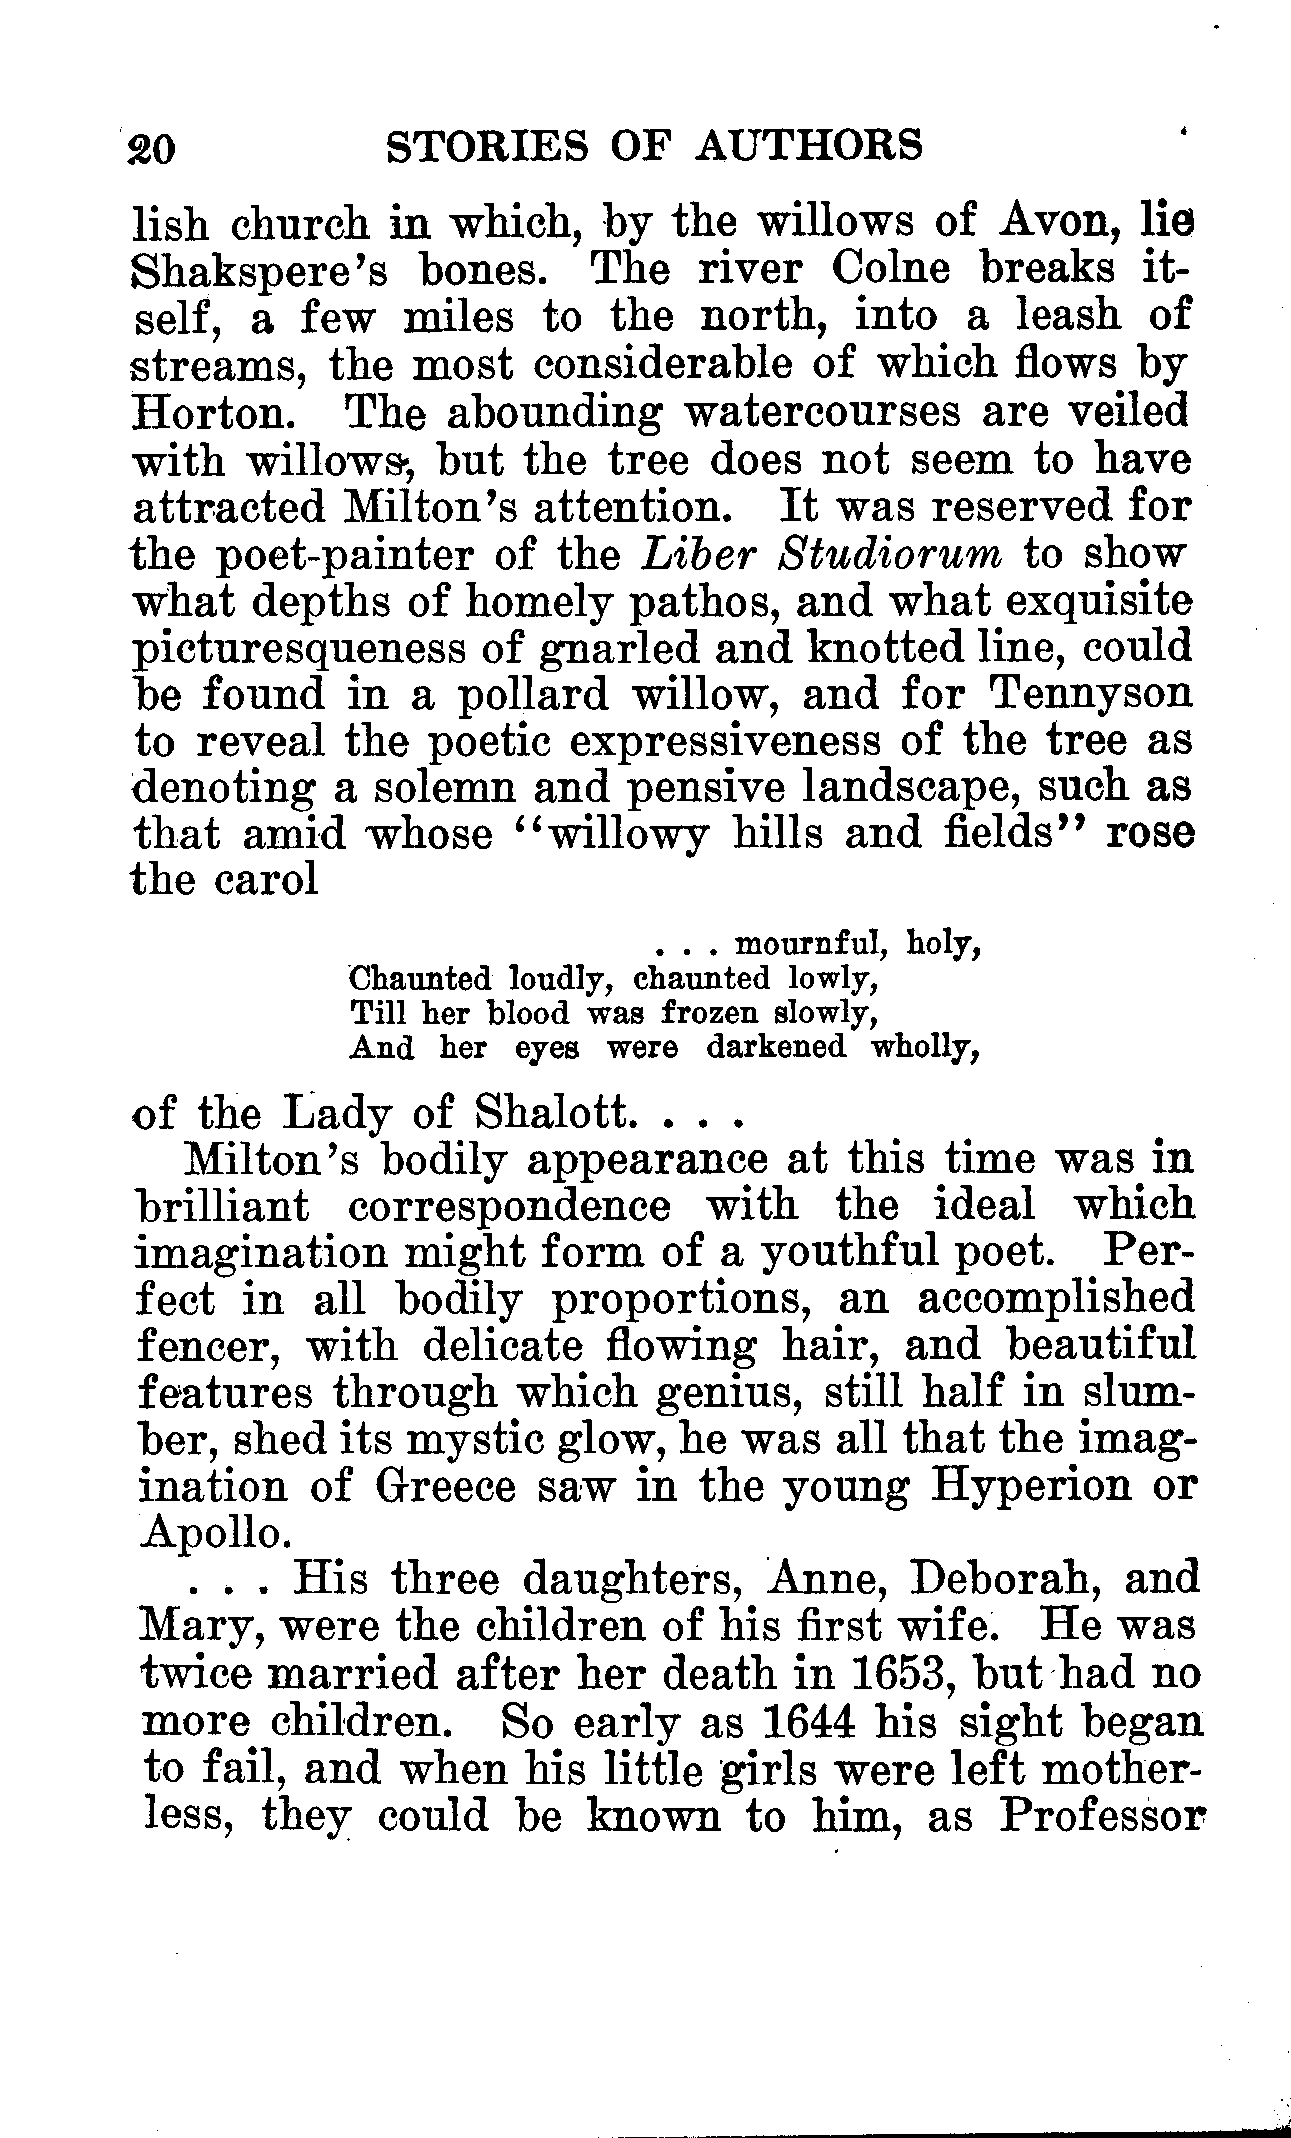 20 STORIES OF AUTHORS
lish church in which, by the willows of Avon, lie
Shakspere's bones. The river Colne breaks it-
self, a few miles to the north, into a leash of
streams, the most considerable of which flows by
Horton. The abounding watercourses are veiled
with willows, but the tree does not seem to have
attracted Milton's attention. It was reserved for
the poet-painter of the Liber Studiorum to show
what depths of homely pathos, and what exquisite
picturesqueness of gnarled and knotted line, could
be found in a pollard willow, and for Tennyson
to reveal the poetic expressiveness of the tree as
denoting a solemn and pensive landscape, such as
that amid whose "willowy hills and fields" rose
the carol
. . . mournful, holy,
Chaunted loudly, chaunted lowly,
Till her blood was frozen slowly,
And her eyes were darkened wholly,
of the Lady of Shalott. . . .
Milton's bodily appearance at this time was in
brilliant correspondence with the ideal which
imagination might form of a youthful poet. Per-
fect in all bodily proportions, an accomplished
fencer, with delicate flowing hair, and beautiful
features through which genius, still half in slum-
ber, shed its mystic glow, he was all that the imag-
ination of Greece saw in the young Hyperion or
Apollo.
. . . His three daughters, Anne, Deborah, and
Mary, were the children of his first wife. He was
twice married after her death in 1653, but had no
more children. So early as 1644 his sight began
to fail, and when his little girls were left mother-
less, they could be known to him, as Professor